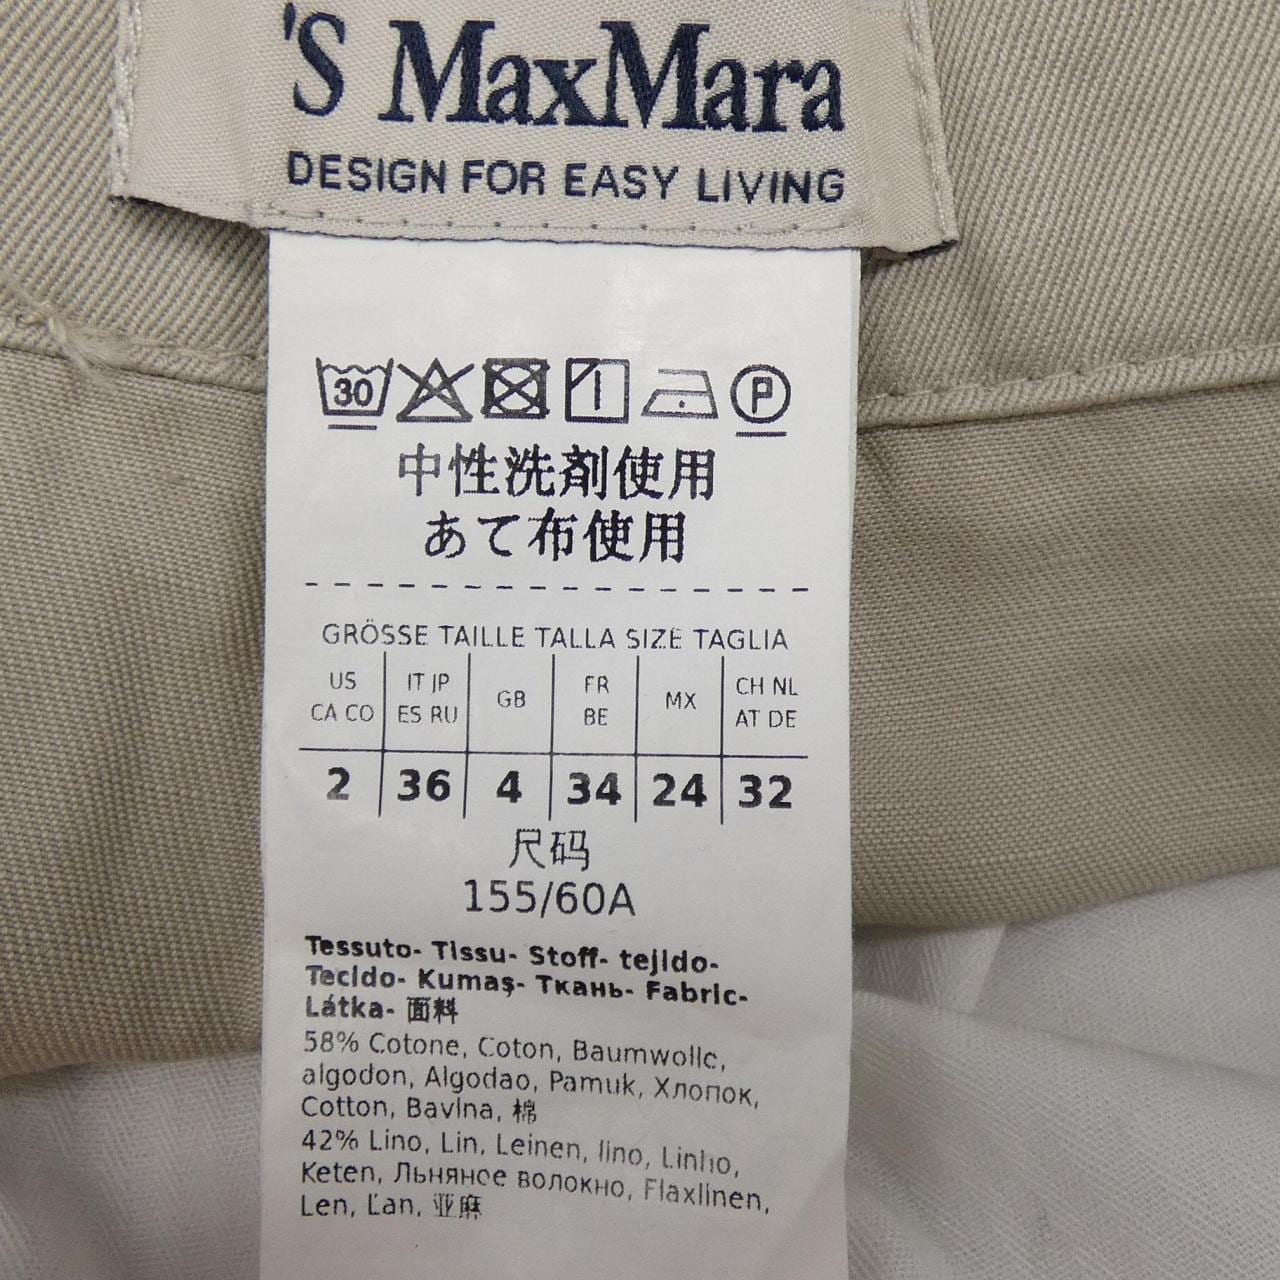 'S MaxMara
DESIGN FOR EASY LIVING
30 P
中性洗剤使用
あて布使用
GRÖSSE TAILLE TALLA SIZE TAGLIA
US CA CO | IT JP ES RU | GB | FR BE | MX | CH NL AT DE
2 | 36 | 4 | 34 | 24 | 32
尺码
155/60A
Tessuto- Tissu- Stoff- tejido-
Tecido- Kumaş- Ткань- Fabric-
Látka- 面料
58% Cotone, Coton, Baumwolle,
algodon, Algodao, Pamuk, Хлопок,
Cotton, Bavlna, 棉
42% Lino, Lin, Leinen, lino, Linho,
Keten, Льняное волокно, Flaxlinen,
Len, Ľan, 亚麻